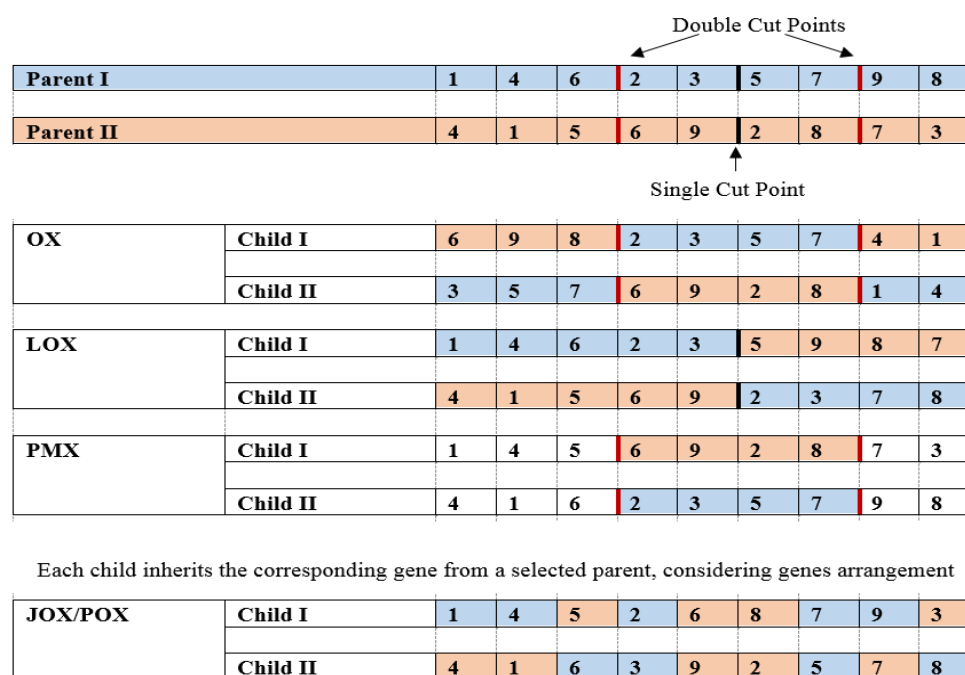 Double Cut Points
Parent I 1 4 6 2 3 5 7 9 8
Parent II 4 1 5 6 9 2 8 7 3
Single Cut Point
OX Child I 6 9 8 2 3 5 7 4 1
Child II 3 5 7 6 9 2 8 1 4
LOX Child I 1 4 6 2 3 5 9 8 7
Child II 4 1 5 6 9 2 3 7 8
PMX Child I 1 4 5 6 9 2 8 7 3
Child II 4 1 6 2 3 5 7 9 8
Each child inherits the corresponding gene from a selected parent, considering genes arrangement
JOX/POX Child I 1 4 5 2 6 8 7 9 3
Child II 4 1 6 3 9 2 5 7 8